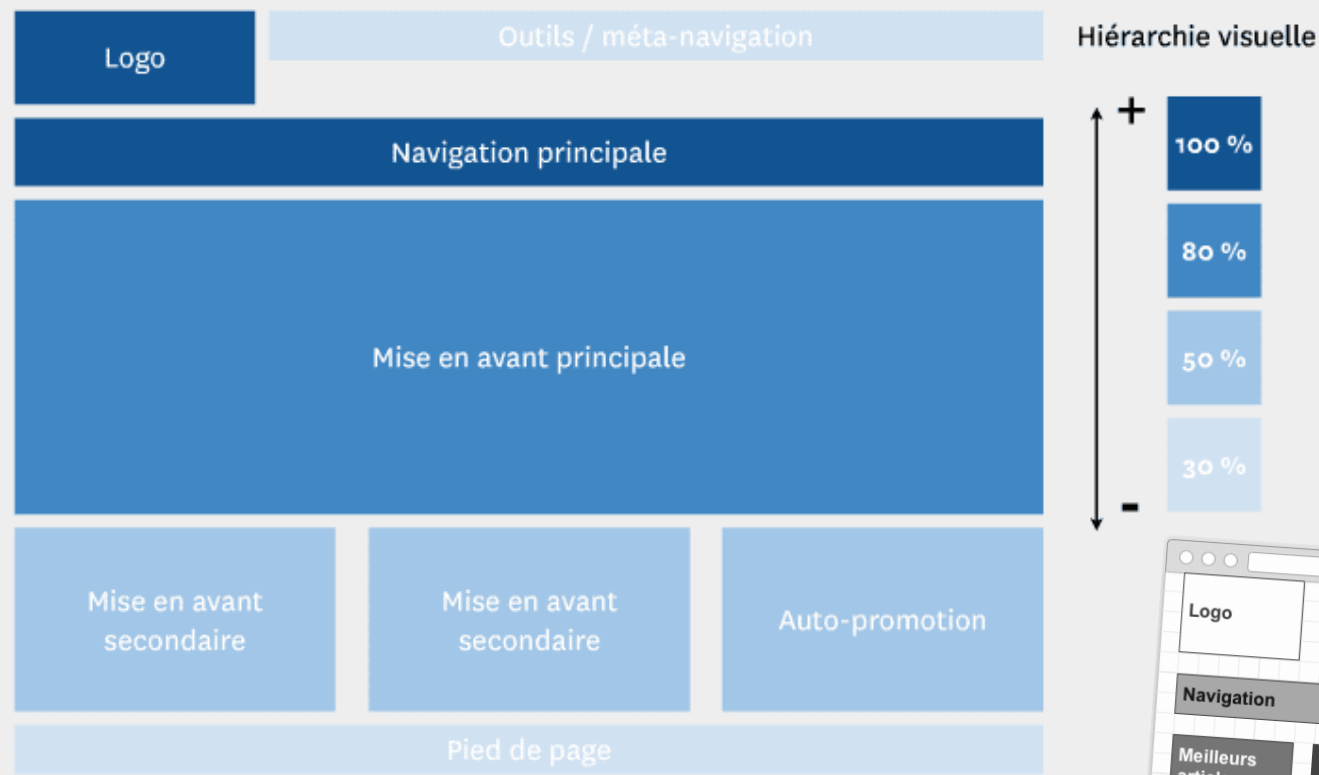 Logo
Outils / méta-navigation
Hiérarchie visuelle
Navigation principale
Mise en avant principale
+
100 %
80 %
50 %
30 %
-
Mise en avant
secondaire
Mise en avant
secondaire
Auto-promotion
Pied de page
Logo
Navigation
Meilleurs